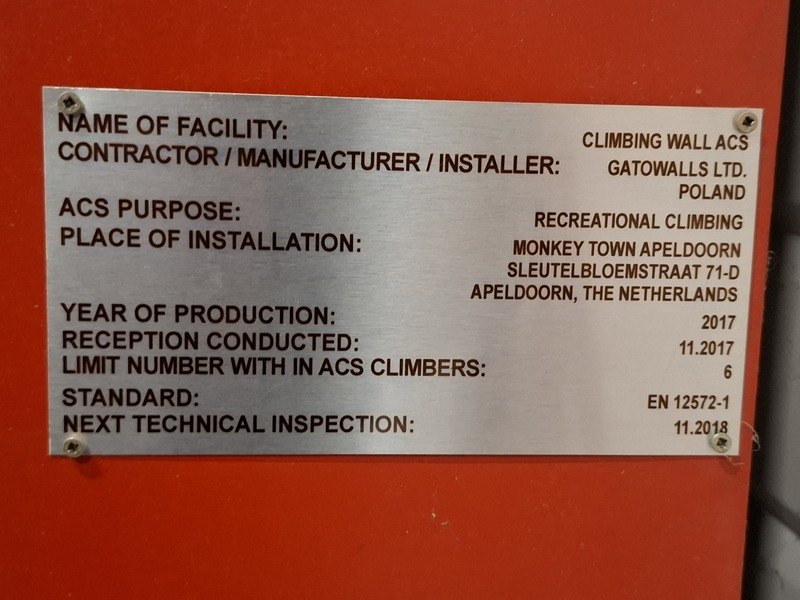 NAME OF FACILITY: CLIMBING WALL ACS
CONTRACTOR / MANUFACTURER / INSTALLER: GATOWALLS LTD.
POLAND
ACS PURPOSE: RECREATIONAL CLIMBING
PLACE OF INSTALLATION: MONKEY TOWN APELDOORN
SLEUTELBLOEMSTRAAT 71-D
APELDOORN, THE NETHERLANDS
YEAR OF PRODUCTION: 2017
RECEPTION CONDUCTED: 11.2017
LIMIT NUMBER WITH IN ACS CLIMBERS: 6
STANDARD: EN 12572-1
NEXT TECHNICAL INSPECTION: 11.2018